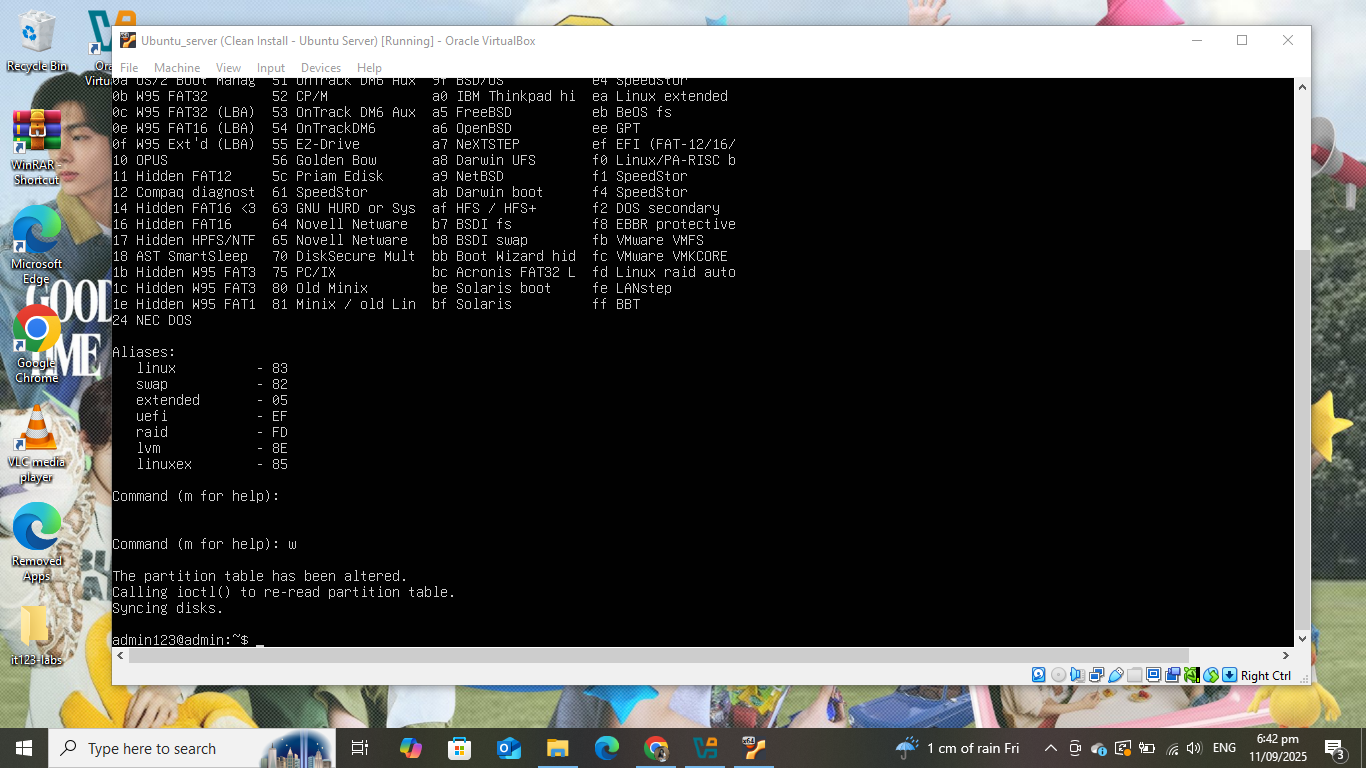 Recycle Bin
Ora
Virtu
WinRAR - Shortcut
Microsoft Edge
Google Chrome
VLC media player
Removed Apps
it123-labs
GOOD
TIME
Ubuntu_server (Clean Install - Ubuntu Server) [Running] - Oracle VirtualBox
File Machine View Input Devices Help
0a OS/2 Boot Manag 51 OnTrack DM6 Aux 9f BSD/OS e4 SpeedStor
0b W95 FAT32 52 CP/M a0 IBM Thinkpad hi ea Linux extended
0c W95 FAT32 (LBA) 53 OnTrack DM6 Aux a5 FreeBSD eb BeOS fs
0e W95 FAT16 (LBA) 54 OnTrackDM6 a6 OpenBSD ee GPT
0f W95 Ext'd (LBA) 55 EZ-Drive a7 NeXTSTEP ef EFI (FAT-12/16/
10 OPUS 56 Golden Bow a8 Darwin UFS f0 Linux/PA-RISC b
11 Hidden FAT12 5c Priam Edisk a9 NetBSD f1 SpeedStor
12 Compaq diagnost 61 SpeedStor ab Darwin boot f4 SpeedStor
14 Hidden FAT16 <3 63 GNU HURD or Sys af HFS / HFS+ f2 DOS secondary
16 Hidden FAT16 64 Novell Netware b7 BSDI fs f8 EBBR protective
17 Hidden HPFS/NTF 65 Novell Netware b8 BSDI swap fb VMware VMFS
18 AST SmartSleep 70 DiskSecure Mult bb Boot Wizard hid fc VMware VMKCORE
1b Hidden W95 FAT3 75 PC/IX bc Acronis FAT32 L fd Linux raid auto
1c Hidden W95 FAT3 80 Old Minix be Solaris boot fe LANstep
1e Hidden W95 FAT1 81 Minix / old Lin bf Solaris ff BBT
24 NEC DOS
Aliases:
linux - 83
swap - 82
extended - 05
uefi - EF
raid - FD
lvm - 8E
linuxex - 85
Command (m for help):
Command (m for help): w
The partition table has been altered.
Calling ioctl() to re-read partition table.
Syncing disks.
admin123@admin:~$ _
Right Ctrl
Type here to search
1 cm of rain Fri
ENG
6:42 pm
11/09/2025
3